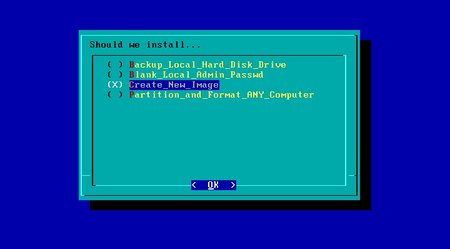 Should we install...
( ) Backup_Local_Hard_Disk_Drive
( ) Blank_Local_Admin_Passwd
(X) Create_New_Image
( ) Partition_and_Format_ANY_Computer
< OK >